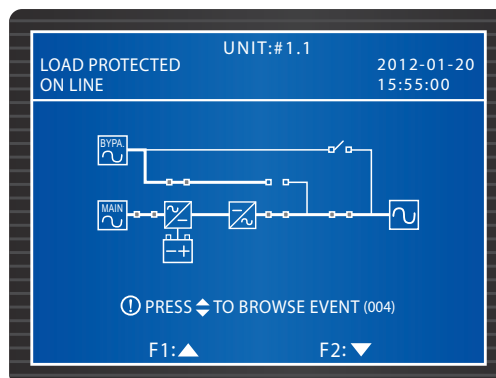 UNIT:#1.1
LOAD PROTECTED
ON LINE
2012-01-20
15:55:00
BYPA.
MAIN
PRESS TO BROWSE EVENT (004)
F1:
F2: